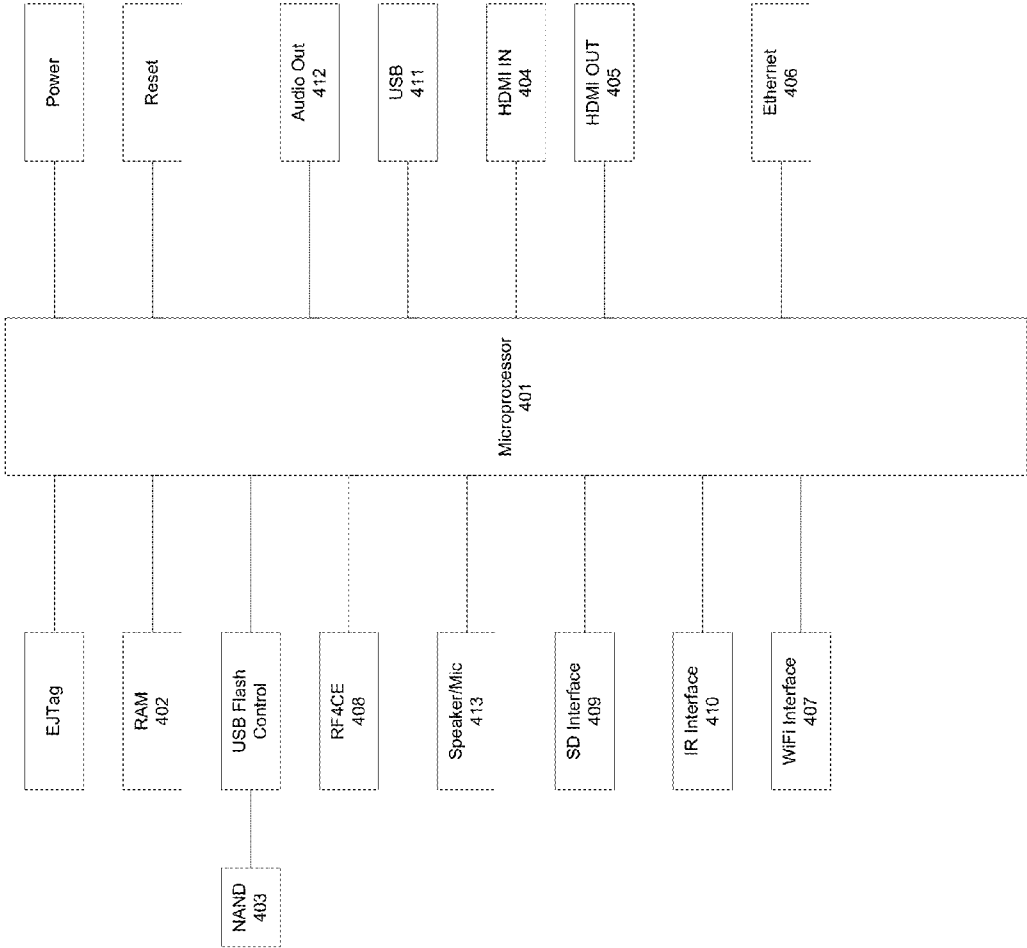 Power
Reset
Audio Out
412
USB
411
HDMI IN
404
HDMI OUT
405
Ethernet
406
Microprocessor
401
EJTag
RAM
402
USB Flash
Control
RF4CE
408
Speaker/Mic
413
SD Interface
409
IR Interface
410
WiFi Interface
407
NAND
403